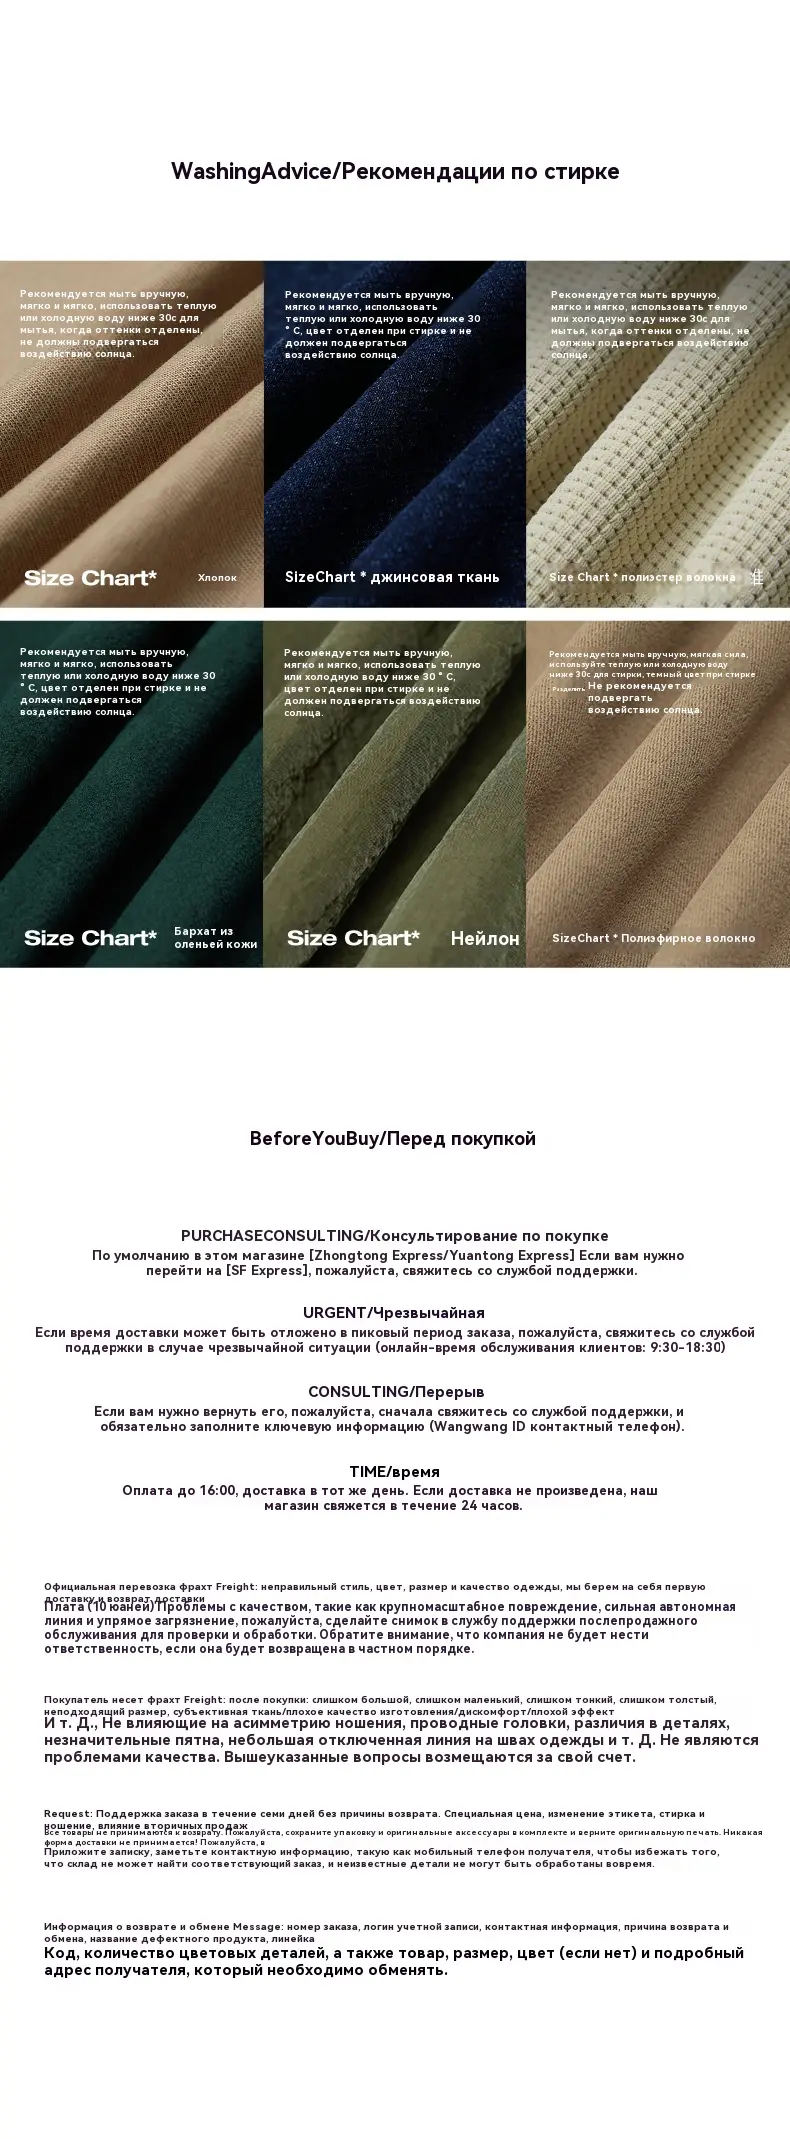 WashingAdvice/Рекомендации по стирке
Рекомендуется мыть вручную,
мягко и мягко, использовать теплую
или холодную воду ниже 30с для
мытья, когда оттенки отделены,
не должны подвергаться
воздействию солнца.
Size Chart*
Хлопок
Рекомендуется мыть вручную,
мягко и мягко, использовать
теплую или холодную воду ниже 30
° С, цвет отделен при стирке и не
должен подвергаться
воздействию солнца.
SizeChart * джинсовая ткань
Рекомендуется мыть вручную,
мягко и мягко, использовать теплую
или холодную воду ниже 30с для
мытья, когда оттенки отделены, не
должны подвергаться воздействию
солнца.
Size Chart * полиэстер волокна
Рекомендуется мыть вручную,
мягко и мягко, использовать
теплую или холодную воду ниже 30
° С, цвет отделен при стирке и не
должен подвергаться
воздействию солнца.
Size Chart*
Бархат из
оленьей кожи
Рекомендуется мыть вручную,
мягко и мягко, использовать теплую
или холодную воду ниже 30 ° С,
цвет отделен при стирке и не
должен подвергаться воздействию
солнца.
Size Chart*
Нейлон
Рекомендуется мыть вручную, мягкая сила,
используйте теплую или холодную воду
ниже 30с для стирки, темный цвет при стирке
Разделить
Не рекомендуется
подвергать
воздействию солнца.
SizeChart * Полиэфирное волокно
BeforeYouBuy/Перед покупкой
PURCHASECONSULTING/Консультирование по покупке
По умолчанию в этом магазине [Zhongtong Express/Yuantong Express] Если вам нужно
перейти на [SF Express], пожалуйста, свяжитесь со службой поддержки.
URGENT/Чрезвычайная
Если время доставки может быть отложено в пиковый период заказа, пожалуйста, свяжитесь со службой
поддержки в случае чрезвычайной ситуации (онлайн-время обслуживания клиентов: 9:30-18:30)
CONSULTING/Перерыв
Если вам нужно вернуть его, пожалуйста, сначала свяжитесь со службой поддержки, и
обязательно заполните ключевую информацию (Wangwang ID контактный телефон).
TIME/время
Оплата до 16:00, доставка в тот же день. Если доставка не произведена, наш
магазин свяжется в течение 24 часов.
Официальная перевозка фрахт Freight: неправильный стиль, цвет, размер и качество одежды, мы берем на себя первую
доставку и возврат доставки
Плата (10 юаней)Проблемы с качеством, такие как крупномасштабное повреждение, сильная автономная
линия и упрямое загрязнение, пожалуйста, сделайте снимок в службу поддержки послепродажного
обслуживания для проверки и обработки. Обратите внимание, что компания не будет нести
ответственность, если она будет возвращена в частном порядке.
Покупатель несет фрахт Freight: после покупки: слишком большой, слишком маленький, слишком тонкий, слишком толстый,
неподходящий размер, субъективная ткань/плохое качество изготовления/дискомфорт/плохой эффект
И т. Д., Не влияющие на асимметрию ношения, проводные головки, различия в деталях,
незначительные пятна, небольшая отключенная линия на швах одежды и т. Д. Не являются
проблемами качества. Вышеуказанные вопросы возмещаются за свой счет.
Request: Поддержка заказа в течение семи дней без причины возврата. Специальная цена, изменение этикета, стирка и
ношение, влияние вторичных продаж
Все товары не принимаются к возврату. Пожалуйста, сохраните упаковку и оригинальные аксессуары в комплекте и верните оригинальную печать. Никакая
форма доставки не принимается! Пожалуйста, в
Приложите записку, заметьте контактную информацию, такую как мобильный телефон получателя, чтобы избежать того,
что склад не может найти соответствующий заказ, и неизвестные детали не могут быть обработаны вовремя.
Информация о возврате и обмене Message: номер заказа, логин учетной записи, контактная информация, причина возврата и
обмена, название дефектного продукта, линейка
Код, количество цветовых деталей, а также товар, размер, цвет (если нет) и подробный
адрес получателя, который необходимо обменять.